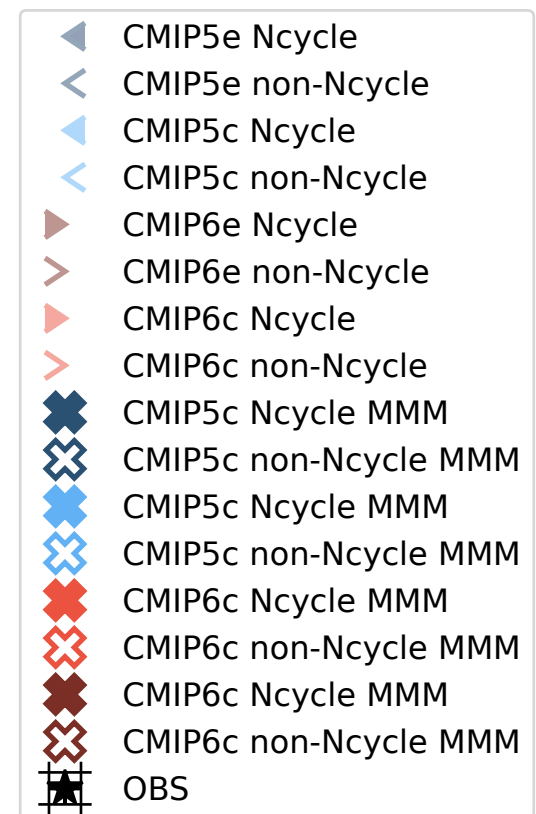 CMIP5e Ncycle
CMIP5e non-Ncycle
CMIP5c Ncycle
CMIP5c non-Ncycle
CMIP6e Ncycle
CMIP6e non-Ncycle
CMIP6c Ncycle
CMIP6c non-Ncycle
CMIP5c Ncycle MMM
CMIP5c non-Ncycle MMM
CMIP5c Ncycle MMM
CMIP5c non-Ncycle MMM
CMIP6c Ncycle MMM
CMIP6c non-Ncycle MMM
CMIP6c Ncycle MMM
CMIP6c non-Ncycle MMM
OBS